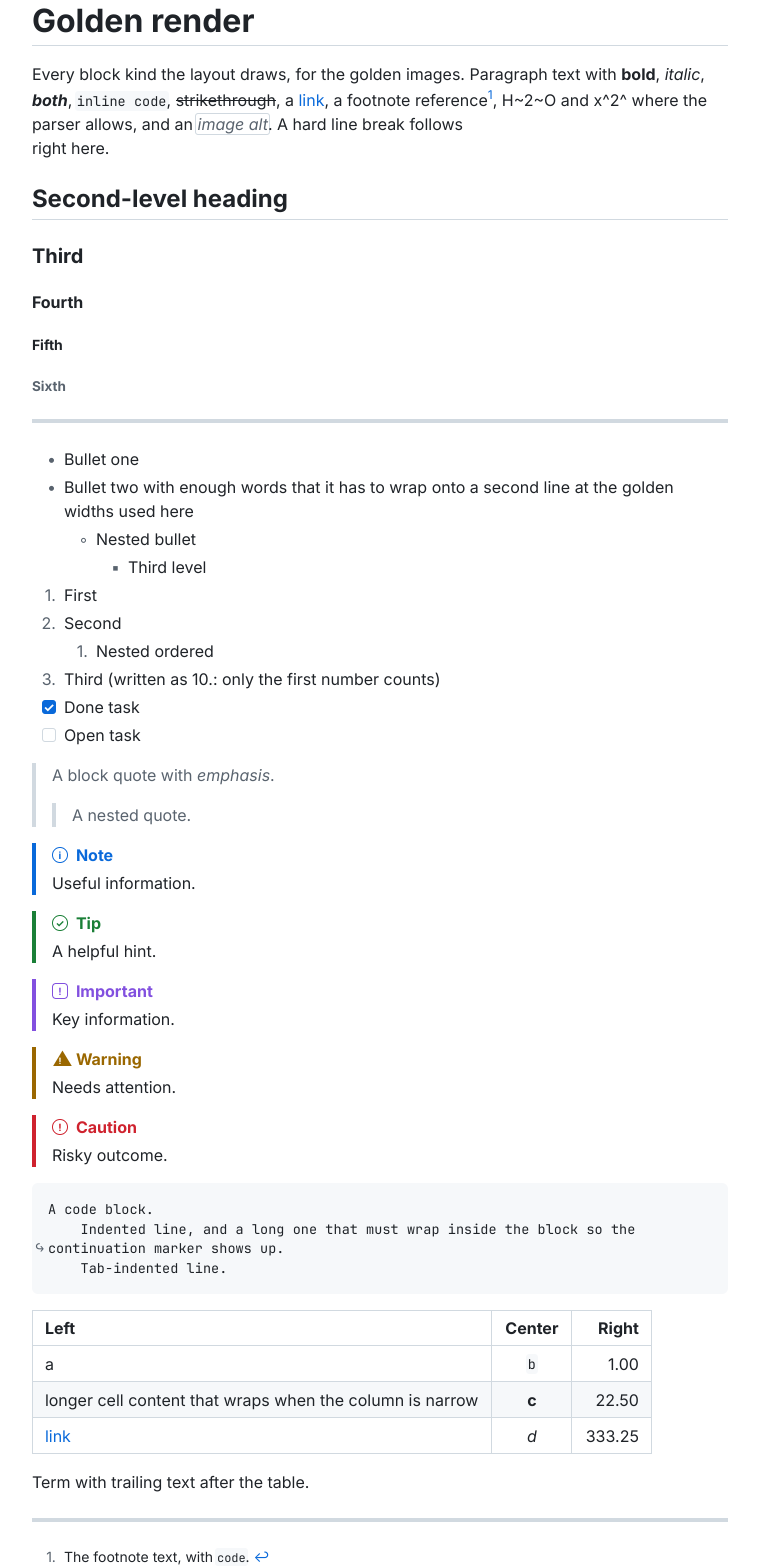 Golden render
Every block kind the layout draws, for the golden images. Paragraph text with bold, italic,
both, inline code, strikethrough, a link, a footnote reference1, H~2~O and x^2^ where the
parser allows, and an image alt. A hard line break follows
right here.
Second-level heading
Third
Fourth
Fifth
Sixth
• Bullet one
• Bullet two with enough words that it has to wrap onto a second line at the golden
widths used here
◦ Nested bullet
▪ Third level
1. First
2. Second
1. Nested ordered
3. Third (written as 10.: only the first number counts)
Done task
Open task
A block quote with emphasis.
A nested quote.
Note
Useful information.
Tip
A helpful hint.
Important
Key information.
Warning
Needs attention.
Caution
Risky outcome.
A code block.
    Indented line, and a long one that must wrap inside the block so the
↪continuation marker shows up.
    Tab-indented line.
Left Center Right
a b 1.00
longer cell content that wraps when the column is narrow c 22.50
link d 333.25
Term with trailing text after the table.
1. The footnote text, with code. ↩